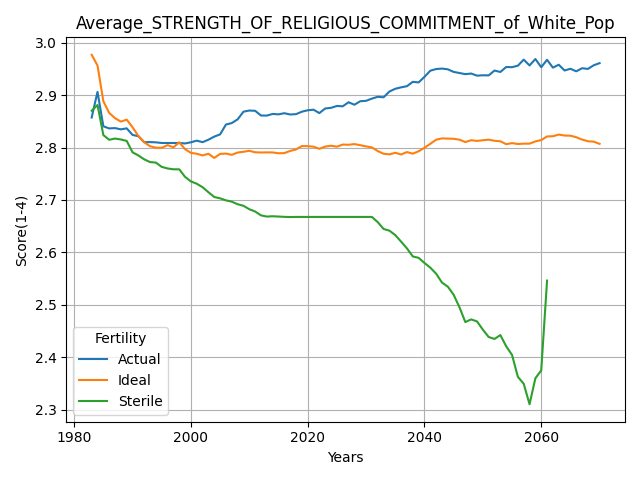 Average_STRENGTH_OF_RELIGIOUS_COMMITMENT_of_White_Pop
3.0
2.9
2.8
2.7
2.6
2.5
2.4
2.3
Score(1-4)
Fertility
Actual
Ideal
Sterile
1980 2000 2020 2040 2060
Years